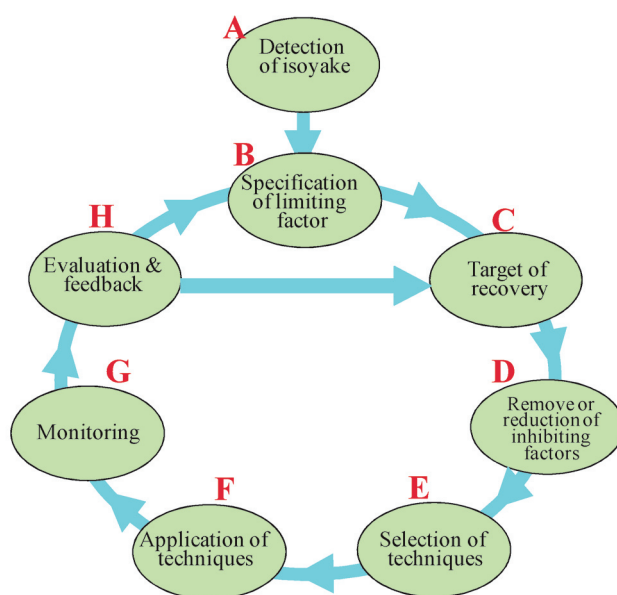 A
Detection
of isoyake
B
Specification
of limiting
factor
C
Target of
recovery
D
Remove or
reduction of
inhibiting
factors
E
Selection of
techniques
F
Application of
techniques
G
Monitoring
H
Evaluation &
feedback